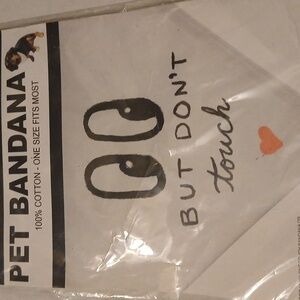 PET BANDANA
100% COTTON - ONE SIZE FITS MOST
BUT DON'T
touch